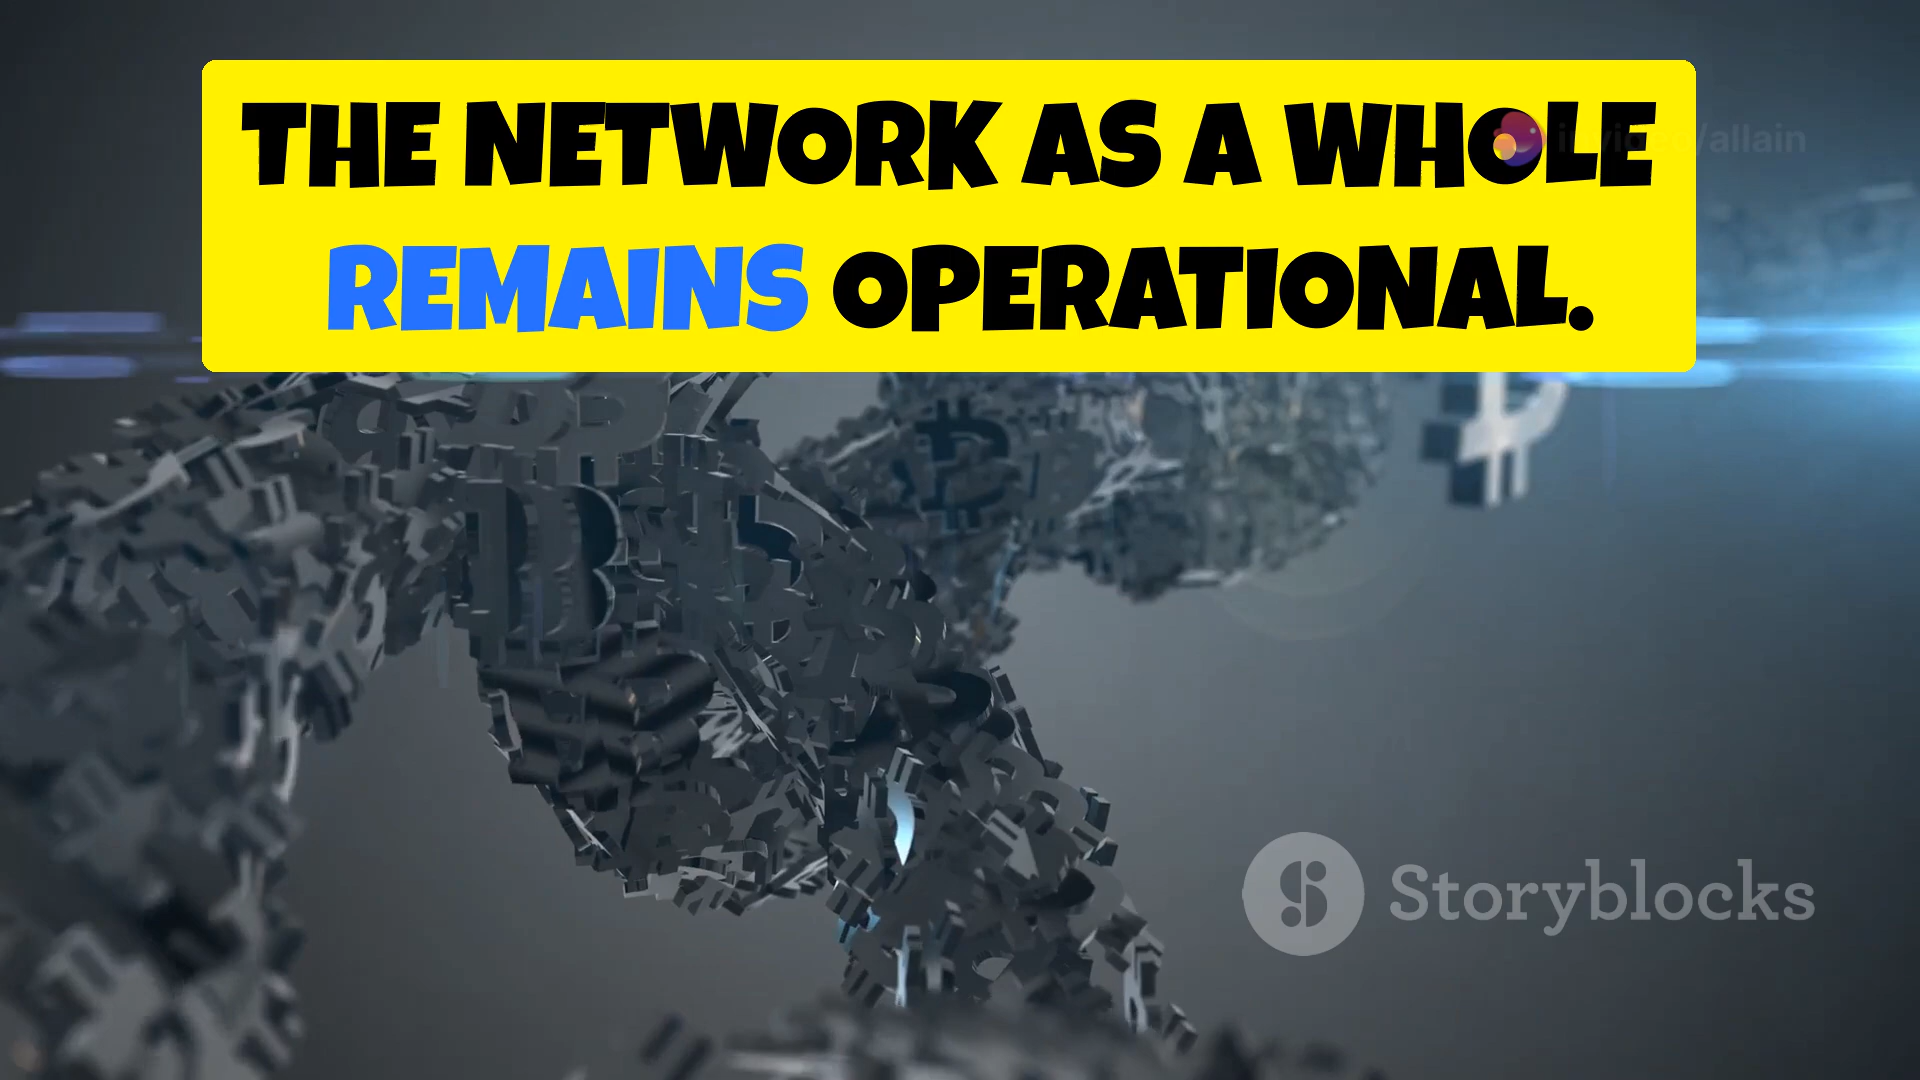 THE NETWORK AS A WHOLE
REMAINS OPERATIONAL.
Storyblocks